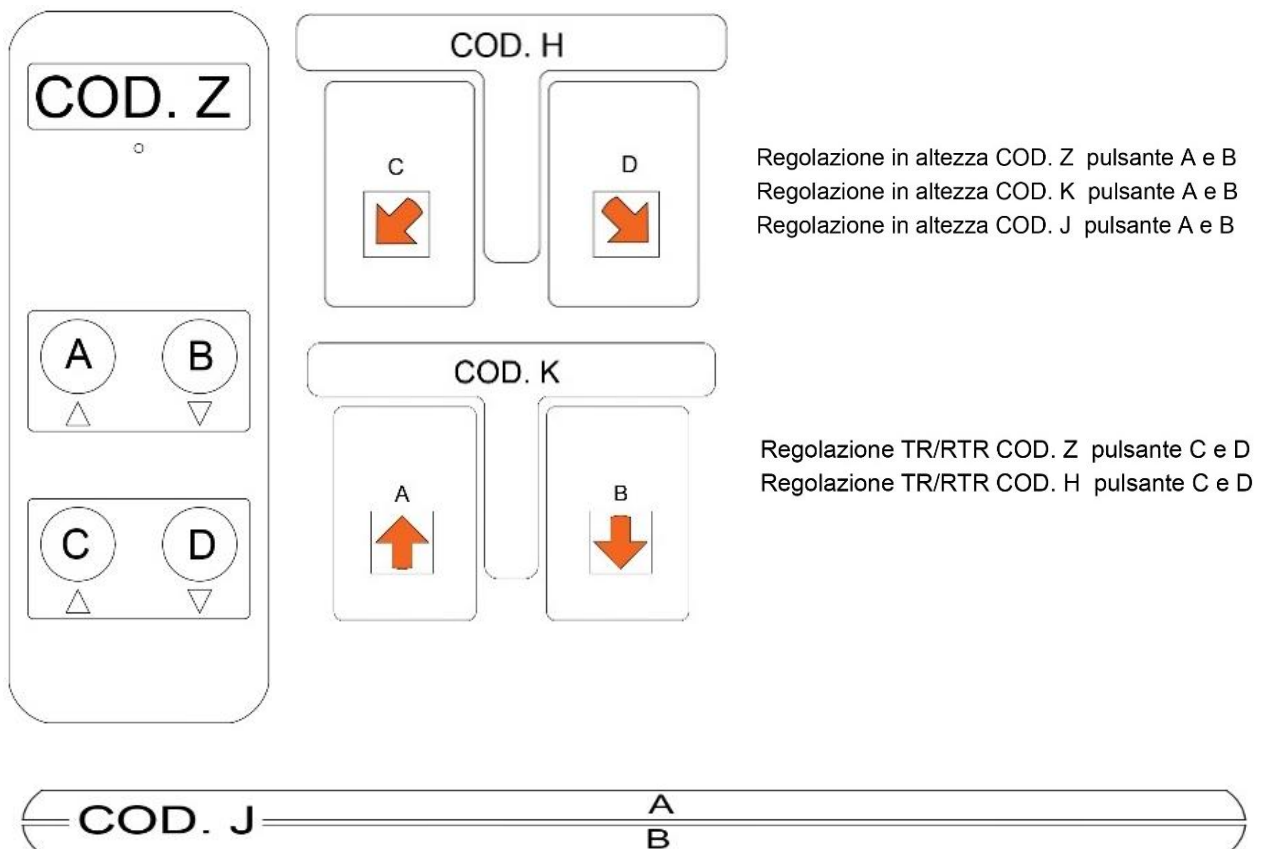 COD. Z
A B
C D
COD. H
C D
COD. K
A B
Regolazione in altezza COD. Z pulsante A e B
Regolazione in altezza COD. K pulsante A e B
Regolazione in altezza COD. J pulsante A e B
Regolazione TR/RTR COD. Z pulsante C e D
Regolazione TR/RTR COD. H pulsante C e D
COD. J
A
B